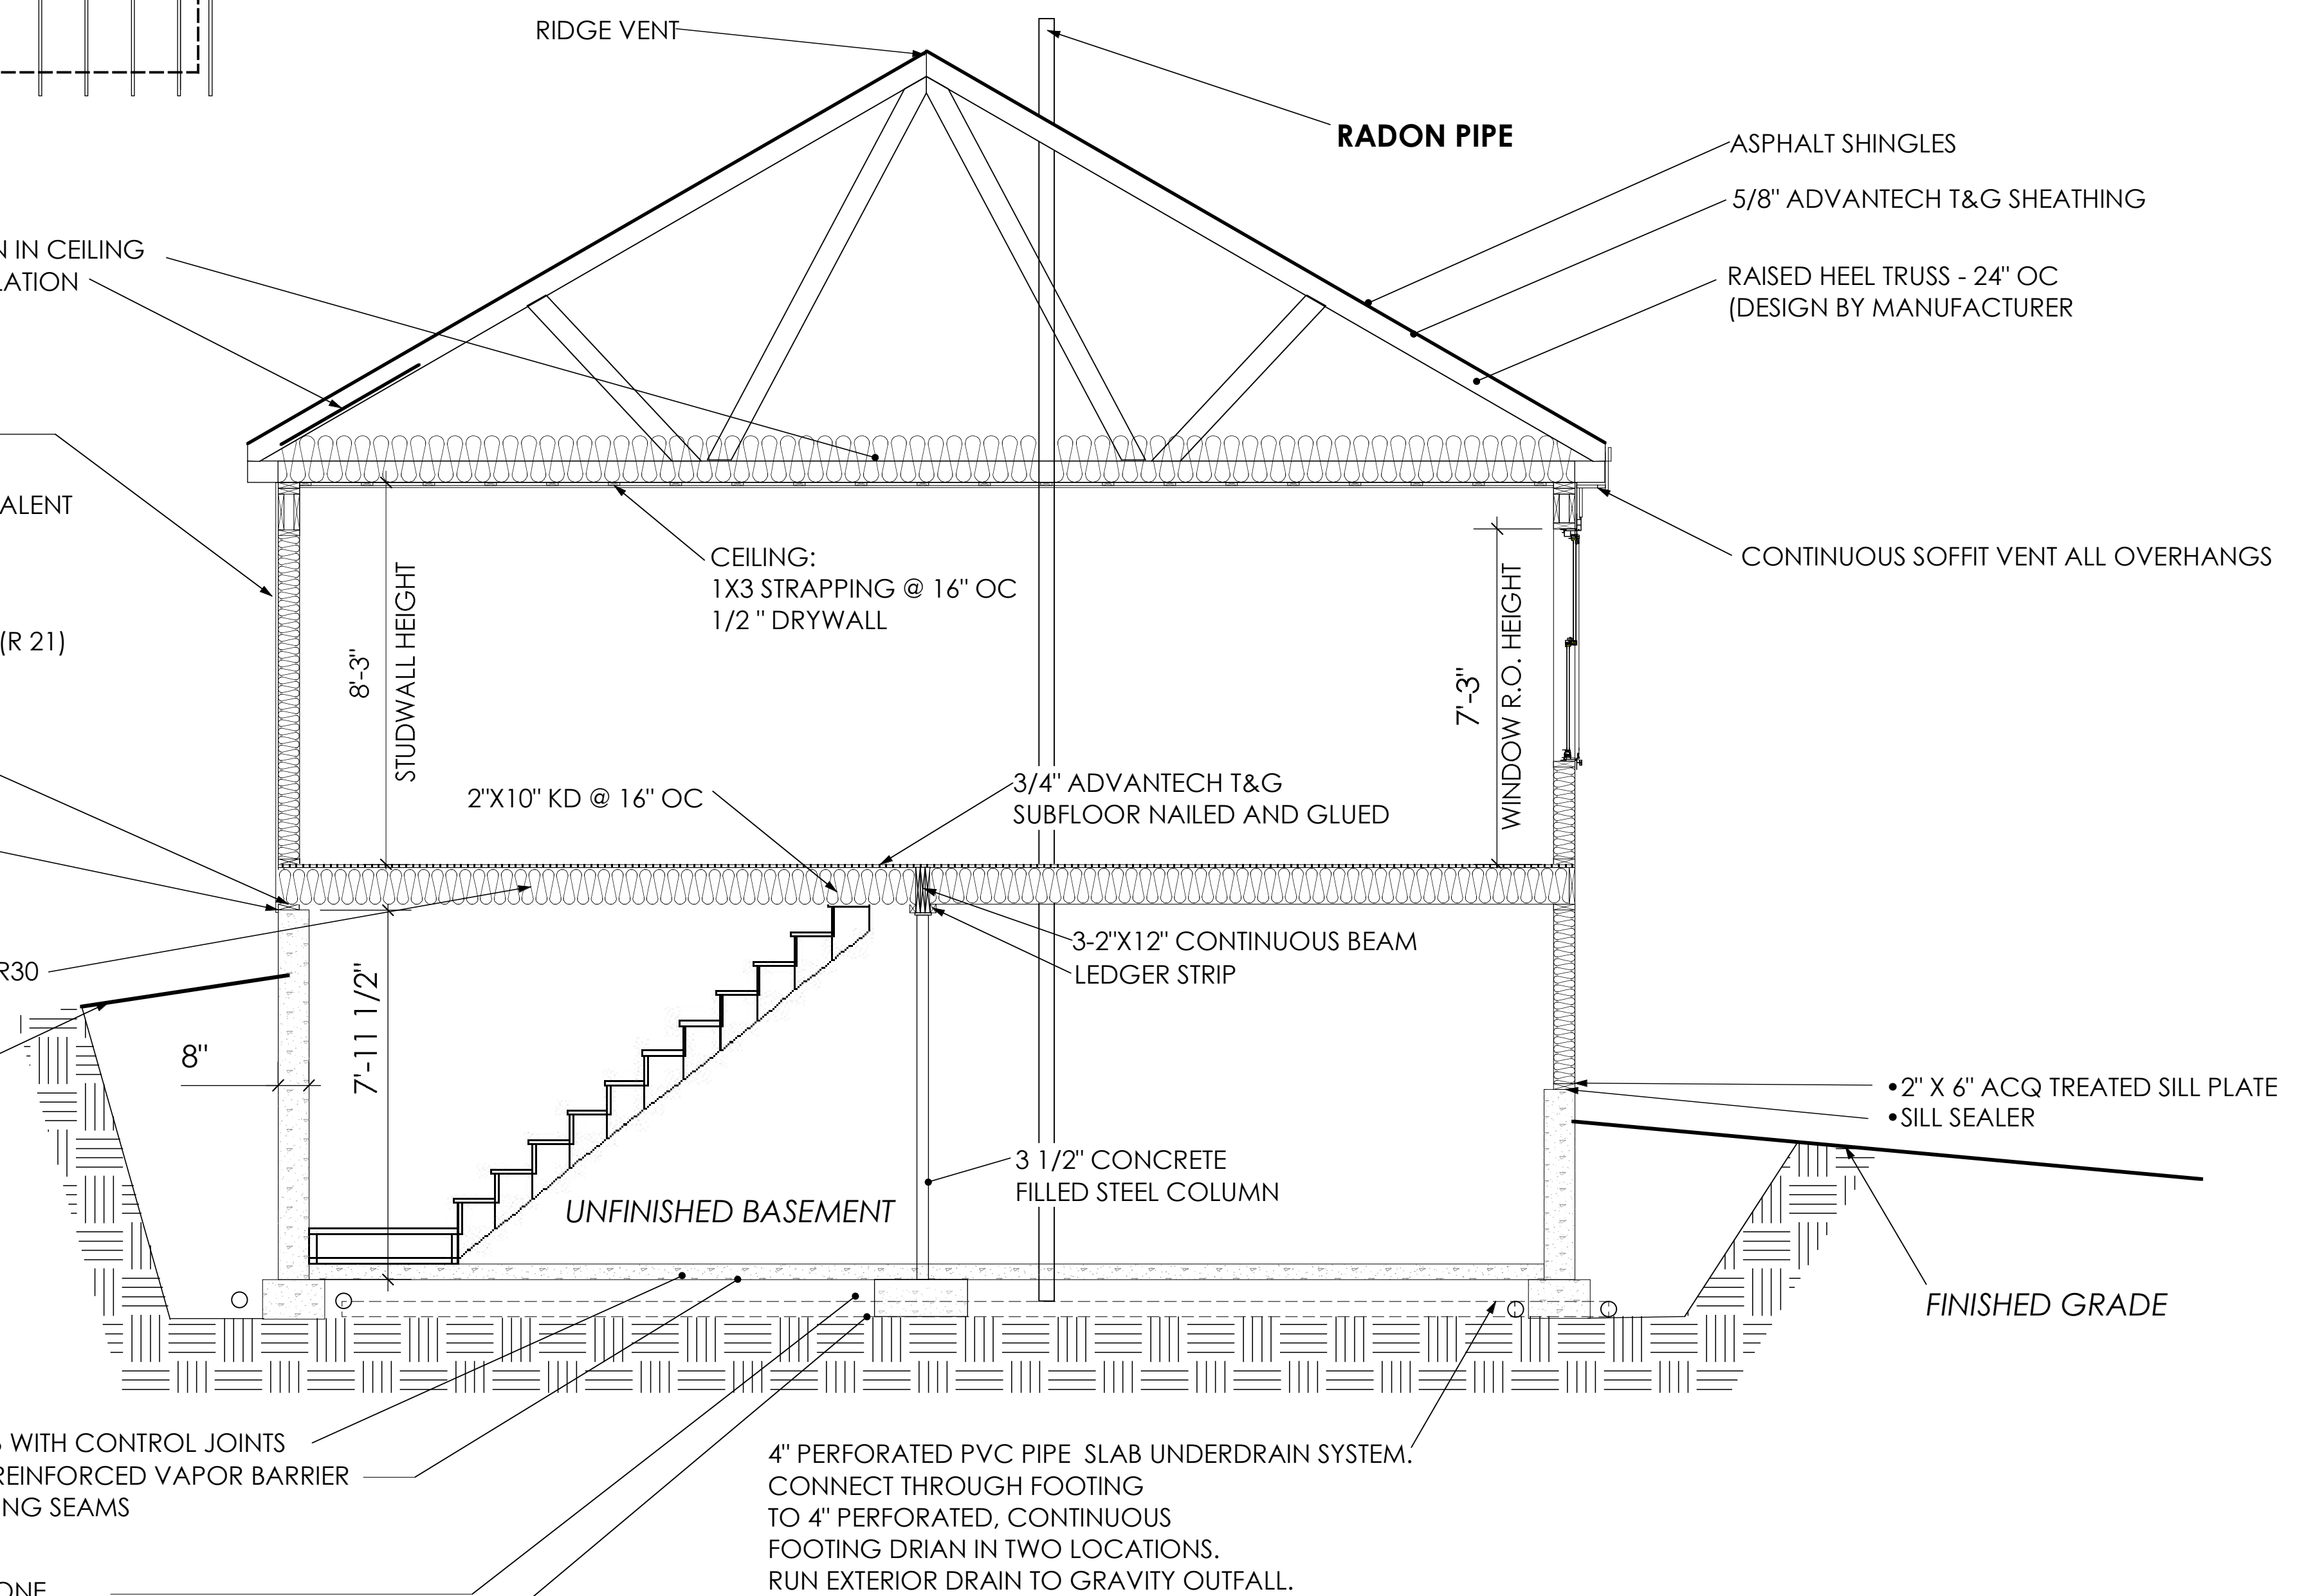 RIDGE VENT
RADON PIPE
ASPHALT SHINGLES
5/8" ADVANTECH T&G SHEATHING
RAISED HEEL TRUSS - 24" OC
(DESIGN BY MANUFACTURER
IN CEILING
CONTINUOUS SOFFIT VENT ALL OVERHANGS
CEILING:
1X3 STRAPPING @ 16" OC
1/2 " DRYWALL
8'-3"
STUDWALL HEIGHT
7'-3"
WINDOW R.O. HEIGHT
(R 21)
2"X10" KD @ 16" OC
3/4" ADVANTECH T&G
SUBFLOOR NAILED AND GLUED
3-2"X12" CONTINUOUS BEAM
LEDGER STRIP
R30
8"
7'-11 1/2"
•2" X 6" ACQ TREATED SILL PLATE
•SILL SEALER
3 1/2" CONCRETE
FILLED STEEL COLUMN
UNFINISHED BASEMENT
FINISHED GRADE
WITH CONTROL JOINTS
REINFORCED VAPOR BARRIER
SEAMS
4" PERFORATED PVC PIPE SLAB UNDERDRAIN SYSTEM.
CONNECT THROUGH FOOTING
TO 4" PERFORATED, CONTINUOUS
FOOTING DRIAN IN TWO LOCATIONS.
RUN EXTERIOR DRAIN TO GRAVITY OUTFALL.